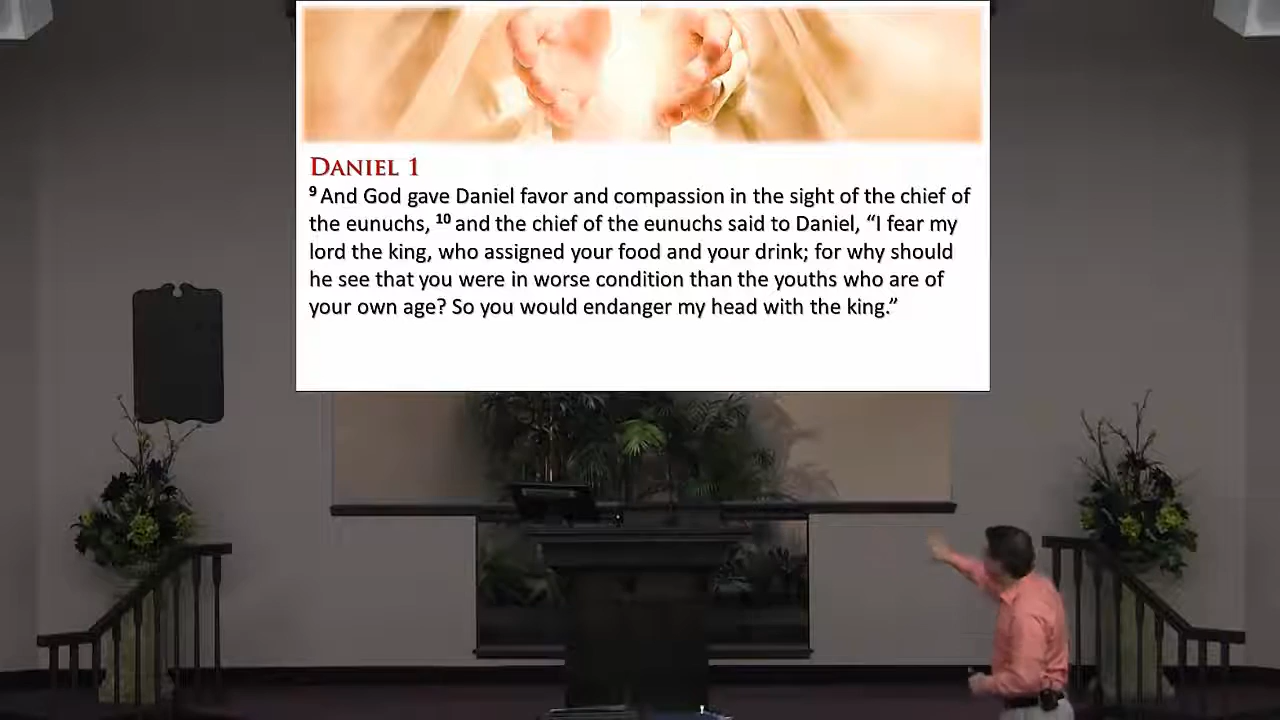 DANIEL 1
9 And God gave Daniel favor and compassion in the sight of the chief of
the eunuchs, 10 and the chief of the eunuchs said to Daniel, “I fear my
lord the king, who assigned your food and your drink; for why should
he see that you were in worse condition than the youths who are of
your own age? So you would endanger my head with the king.”